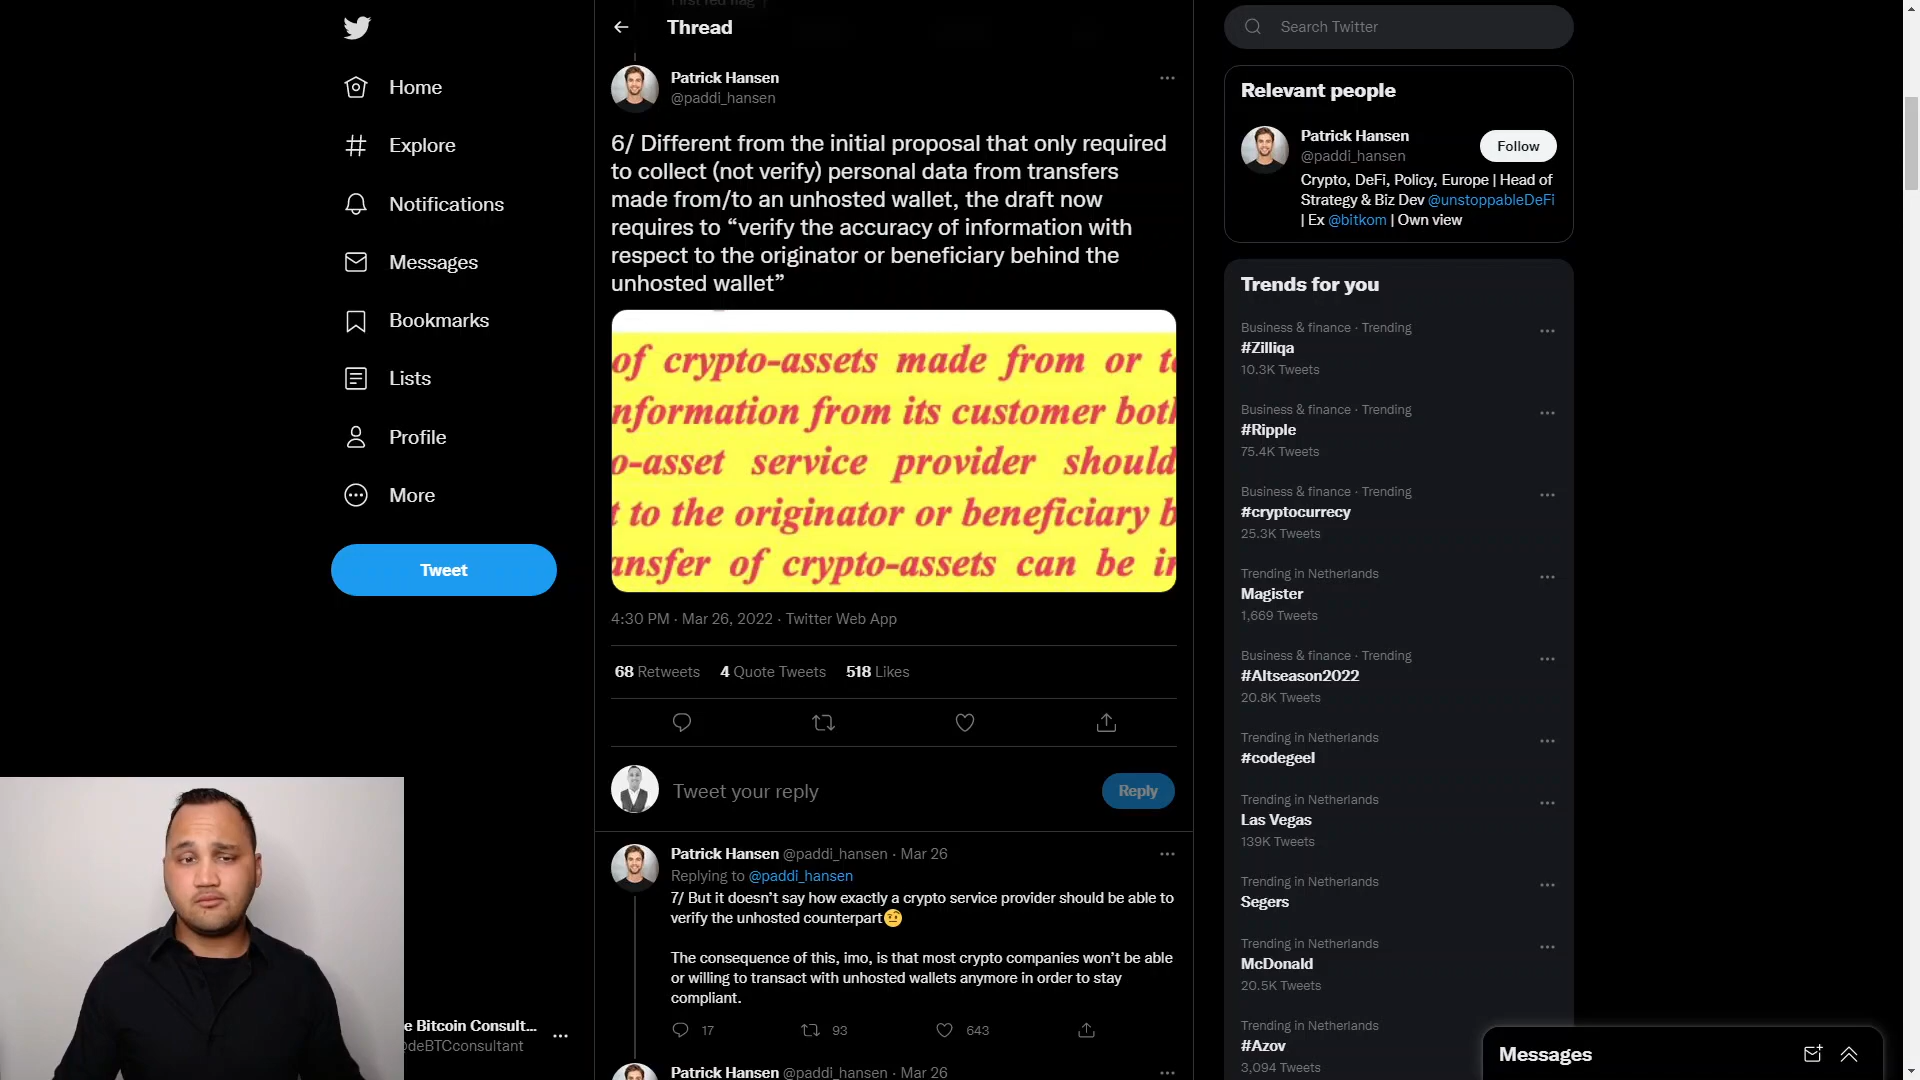 Thread
Home
Explore
Notifications
Messages
Bookmarks
Lists
Profile
More
Tweet
e Bitcoin Consult...
deBTCconsultant
Patrick Hansen
@paddi_hansen
6/ Different from the initial proposal that only required
to collect (not verify) personal data from transfers
made from/to an unhosted wallet, the draft now
requires to “verify the accuracy of information with
respect to the originator or beneficiary behind the
unhosted wallet”
of crypto-assets made from or t
nformation from its customer bot
o-asset service provider should
t to the originator or beneficiary b
ansfer of crypto-assets can be i
4:30 PM · Mar 26, 2022 · Twitter Web App
68 Retweets 4 Quote Tweets 518 Likes
Tweet your reply
Reply
Patrick Hansen @paddi_hansen · Mar 26
Replying to @paddi_hansen
7/ But it doesn’t say how exactly a crypto service provider should be able to
verify the unhosted counterpart🤨
The consequence of this, imo, is that most crypto companies won’t be able
or willing to transact with unhosted wallets anymore in order to stay
compliant.
17 93 643
Patrick Hansen @paddi_hansen · Mar 26
Search Twitter
Relevant people
Patrick Hansen
@paddi_hansen
Follow
Crypto, DeFi, Policy, Europe | Head of
Strategy & Biz Dev @unstoppableDeFi
| Ex @bitkom | Own view
Trends for you
Business & finance · Trending
#Zilliqa
10.3K Tweets
Business & finance · Trending
#Ripple
75.4K Tweets
Business & finance · Trending
#cryptocurrecy
25.3K Tweets
Trending in Netherlands
Magister
1,669 Tweets
Business & finance · Trending
#Altseason2022
20.8K Tweets
Trending in Netherlands
#codegeel
Trending in Netherlands
Las Vegas
139K Tweets
Trending in Netherlands
Segers
Trending in Netherlands
McDonald
20.5K Tweets
Trending in Netherlands
#Azov
3,094 Tweets
Messages